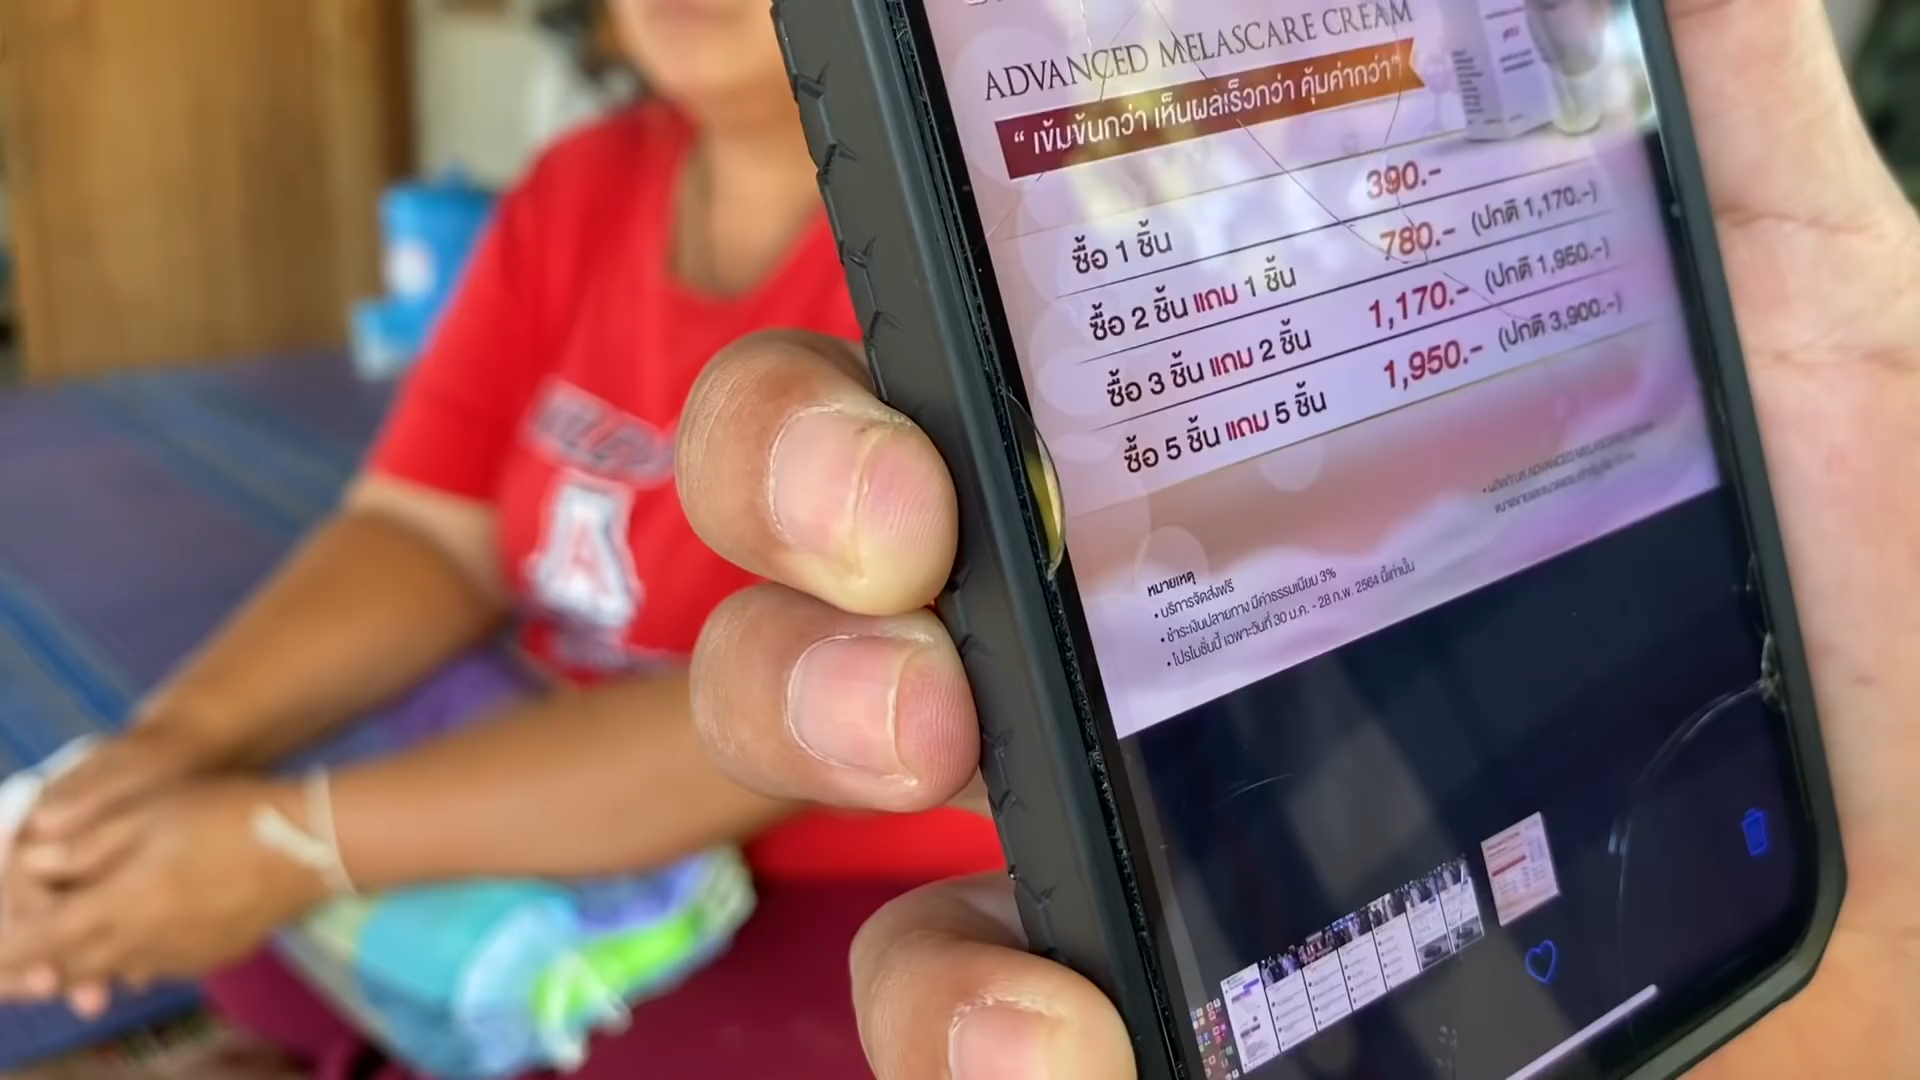 ADVANCED MELASCARE CREAM
“ เข้มข้นกว่า เห็นผลเร็วกว่า คุ้มค่ากว่า”
ซื้อ 1 ชิ้น 390.-
ซื้อ 2 ชิ้น แถม 1 ชิ้น 780.- (ปกติ 1,170.-)
ซื้อ 3 ชิ้น แถม 2 ชิ้น 1,170.- (ปกติ 1,950.-)
ซื้อ 5 ชิ้น แถม 5 ชิ้น 1,950.- (ปกติ 3,900.-)
• ผลิตภัณฑ์ ADVANCED MELASCARE
หมายเหตุ
• บริการจัดส่งฟรี
• ชำระเงินปลายทาง มีค่าธรรมเนียม 3%
• โปรโมชั่นนี้ เฉพาะวันที่ 30 ม.ค. - 28 ก.พ. 2564 นี้เท่านั้น
A